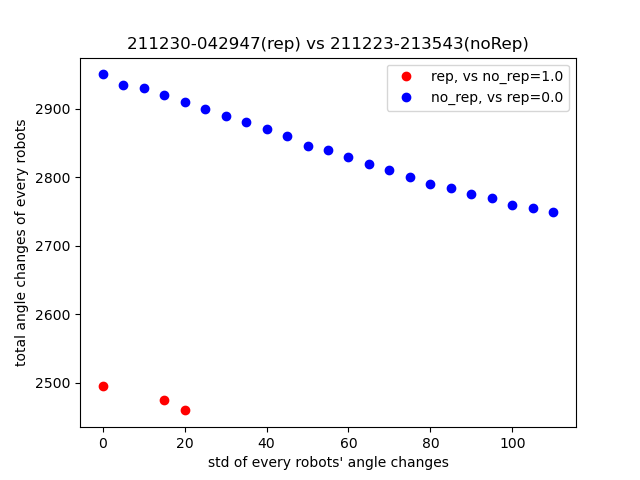 211230-042947(rep) vs 211223-213543(noRep)
rep, vs no_rep=1.0
no_rep, vs rep=0.0
total angle changes of every robots
2900
2800
2700
2600
2500
0 20 40 60 80 100
std of every robots' angle changes